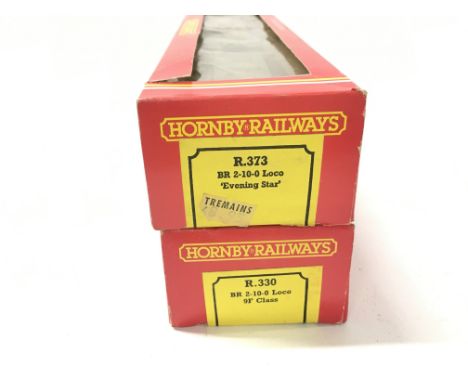 HORNBY RAILWAYS
R.373
BR 2-10-0 Loco
'Evening Star'
TREMAINS
HORNBY RAILWAYS
R.330
BR 2-10-0 Loco
9F Class